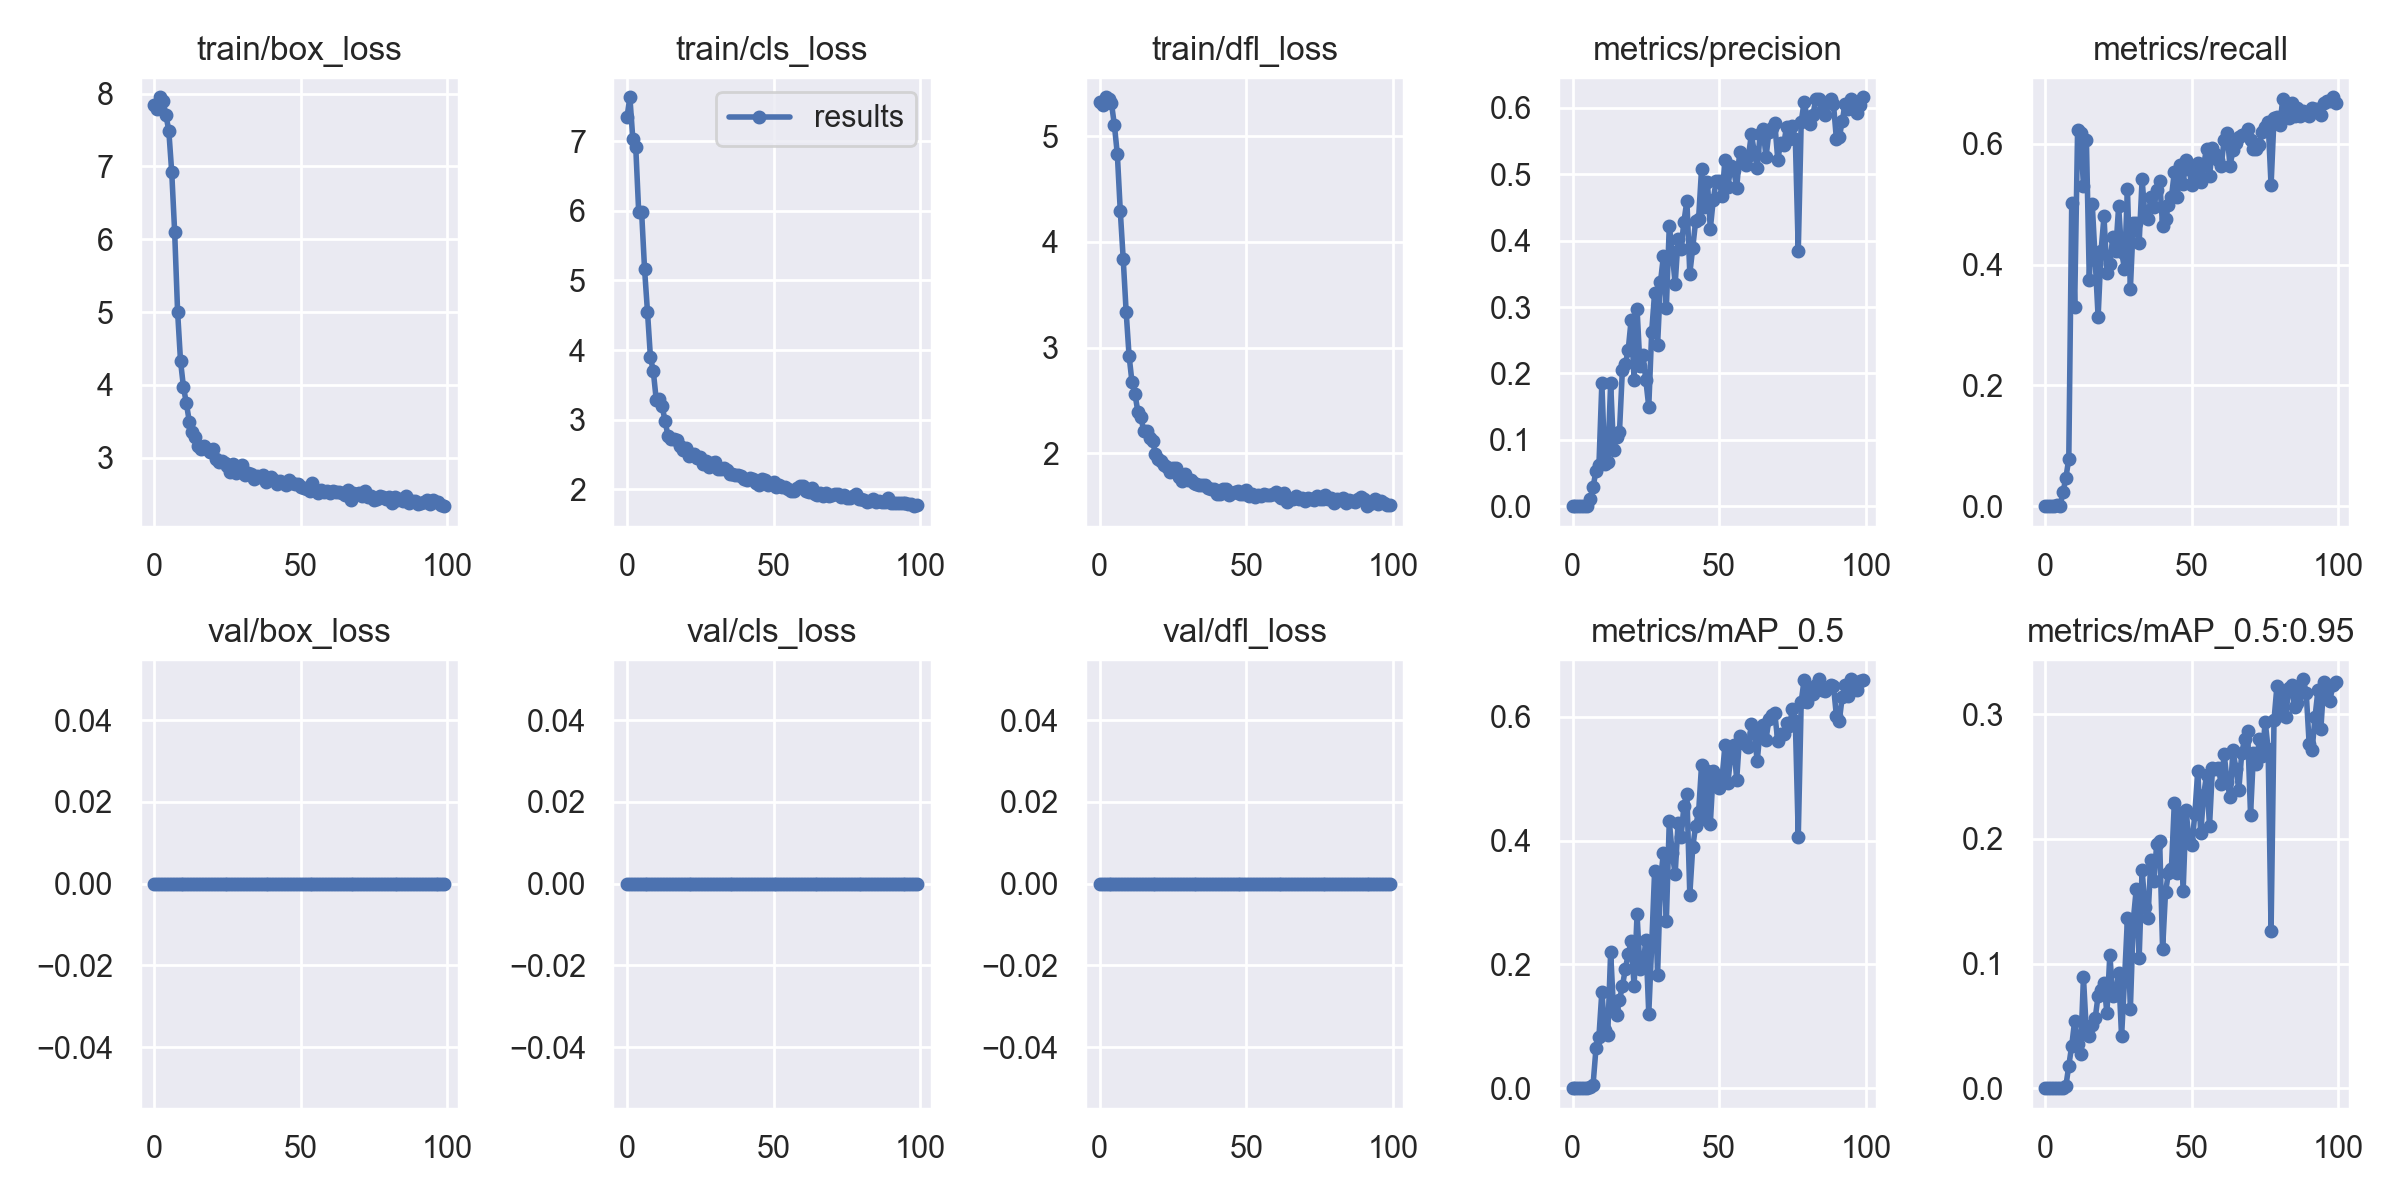 train/box_loss
train/cls_loss
train/dfl_loss
metrics/precision
metrics/recall
8
7
6
5
4
3
0 50 100
results
7
6
5
4
3
2
0 50 100
5
4
3
2
0 50 100
0.6
0.5
0.4
0.3
0.2
0.1
0.0
0 50 100
0.6
0.4
0.2
0.0
0 50 100
val/box_loss
val/cls_loss
val/dfl_loss
metrics/mAP_0.5
metrics/mAP_0.5:0.95
0.04
0.02
0.00
−0.02
−0.04
0 50 100
0.04
0.02
0.00
−0.02
−0.04
0 50 100
0.04
0.02
0.00
−0.02
−0.04
0 50 100
0.6
0.4
0.2
0.0
0 50 100
0.3
0.2
0.1
0.0
0 50 100